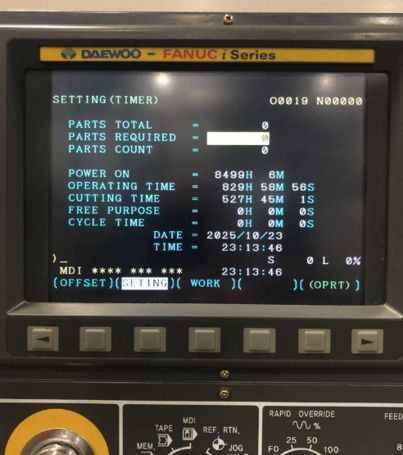 DAEWOO - FANUC i Series
SETTING(TIMER) O0019 N00000
PARTS TOTAL = 0
PARTS REQUIRED = 0
PARTS COUNT = 0
POWER ON = 8499H 6M
OPERATING TIME = 829H 58M 56S
CUTTING TIME = 527H 45M 1S
FREE PURPOSE = 0H 0M 0S
CYCLE TIME = 0H 0M 0S
DATE = 2025/10/23
TIME = 23:13:46
)_ S 0 L 0%
MDI **** *** *** 23:13:46
(OFFSET)(SETING)( WORK )( )( (OPRT) )
RAPID OVERRIDE
FEED
MDI
TAPE REF. RTN.
MEM. JOG
F0 25 50 100